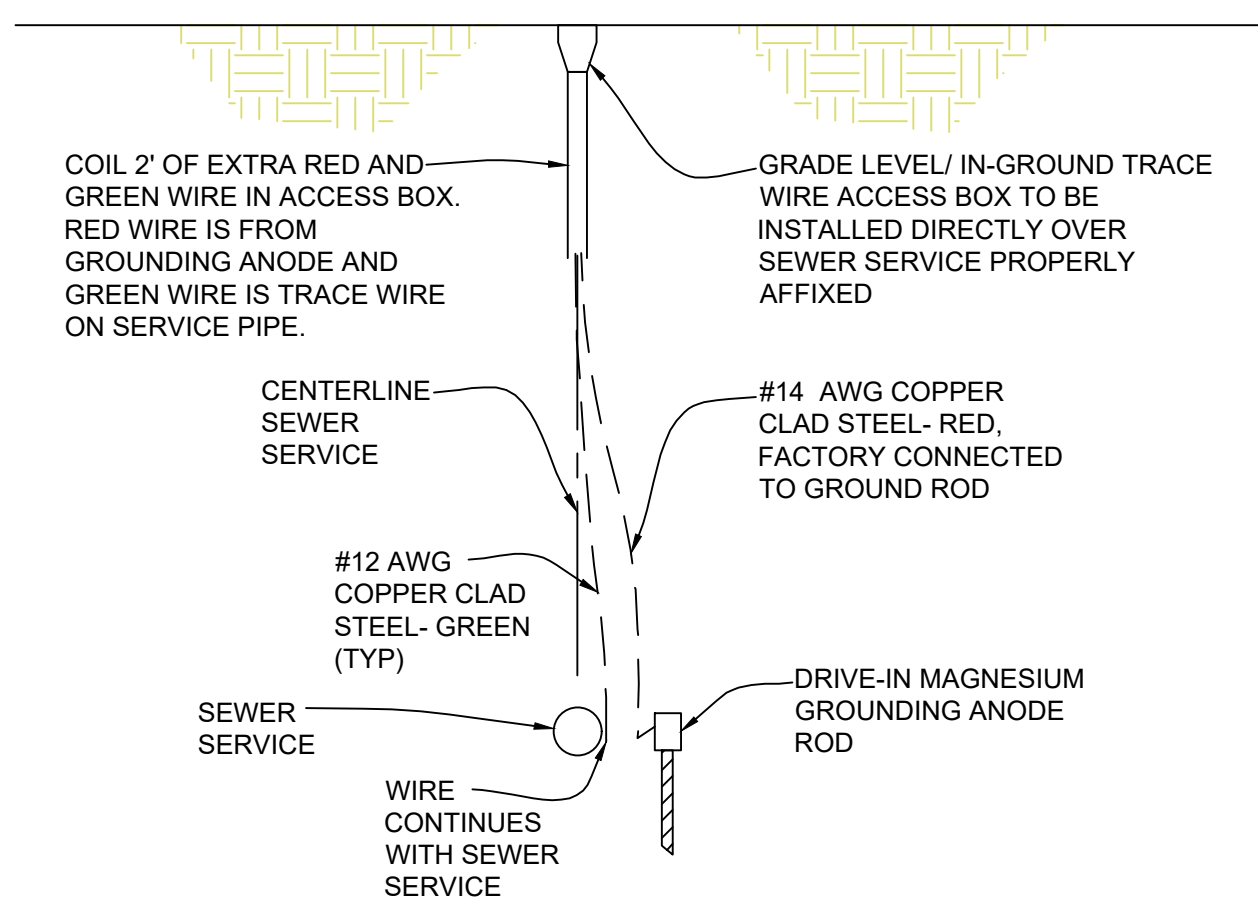 COIL 2' OF EXTRA RED AND
GREEN WIRE IN ACCESS BOX.
RED WIRE IS FROM
GROUNDING ANODE AND
GREEN WIRE IS TRACE WIRE
ON SERVICE PIPE.
GRADE LEVEL/ IN-GROUND TRACE
WIRE ACCESS BOX TO BE
INSTALLED DIRECTLY OVER
SEWER SERVICE PROPERLY
AFFIXED
CENTERLINE
SEWER
SERVICE
#14 AWG COPPER
CLAD STEEL- RED,
FACTORY CONNECTED
TO GROUND ROD
#12 AWG
COPPER CLAD
STEEL- GREEN
(TYP)
SEWER
SERVICE
DRIVE-IN MAGNESIUM
GROUNDING ANODE
ROD
WIRE
CONTINUES
WITH SEWER
SERVICE